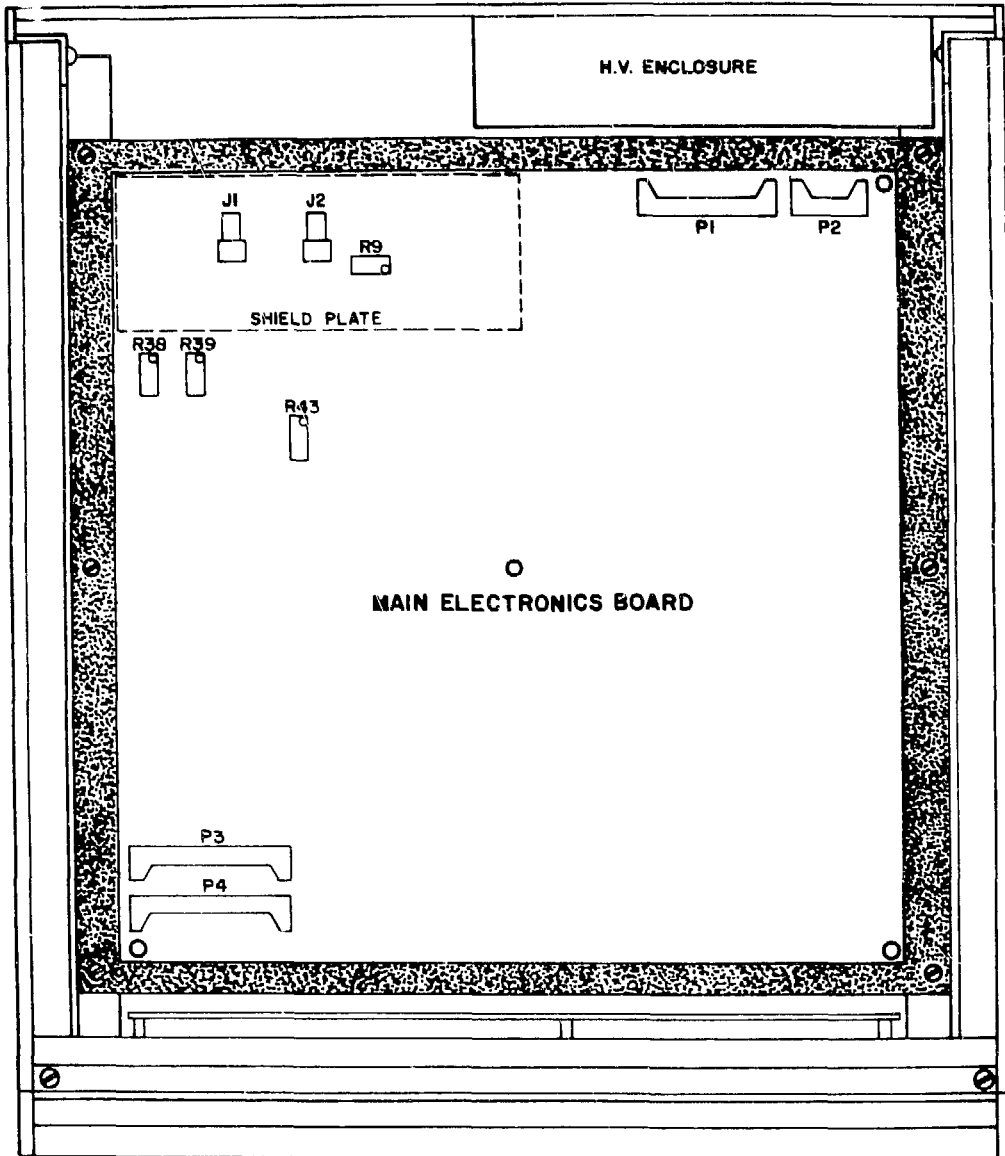 H.V. ENCLOSURE
J1
J2
R9
P1
P2
SHIELD PLATE
R38
R39
R43
MAIN ELECTRONICS BOARD
P3
P4